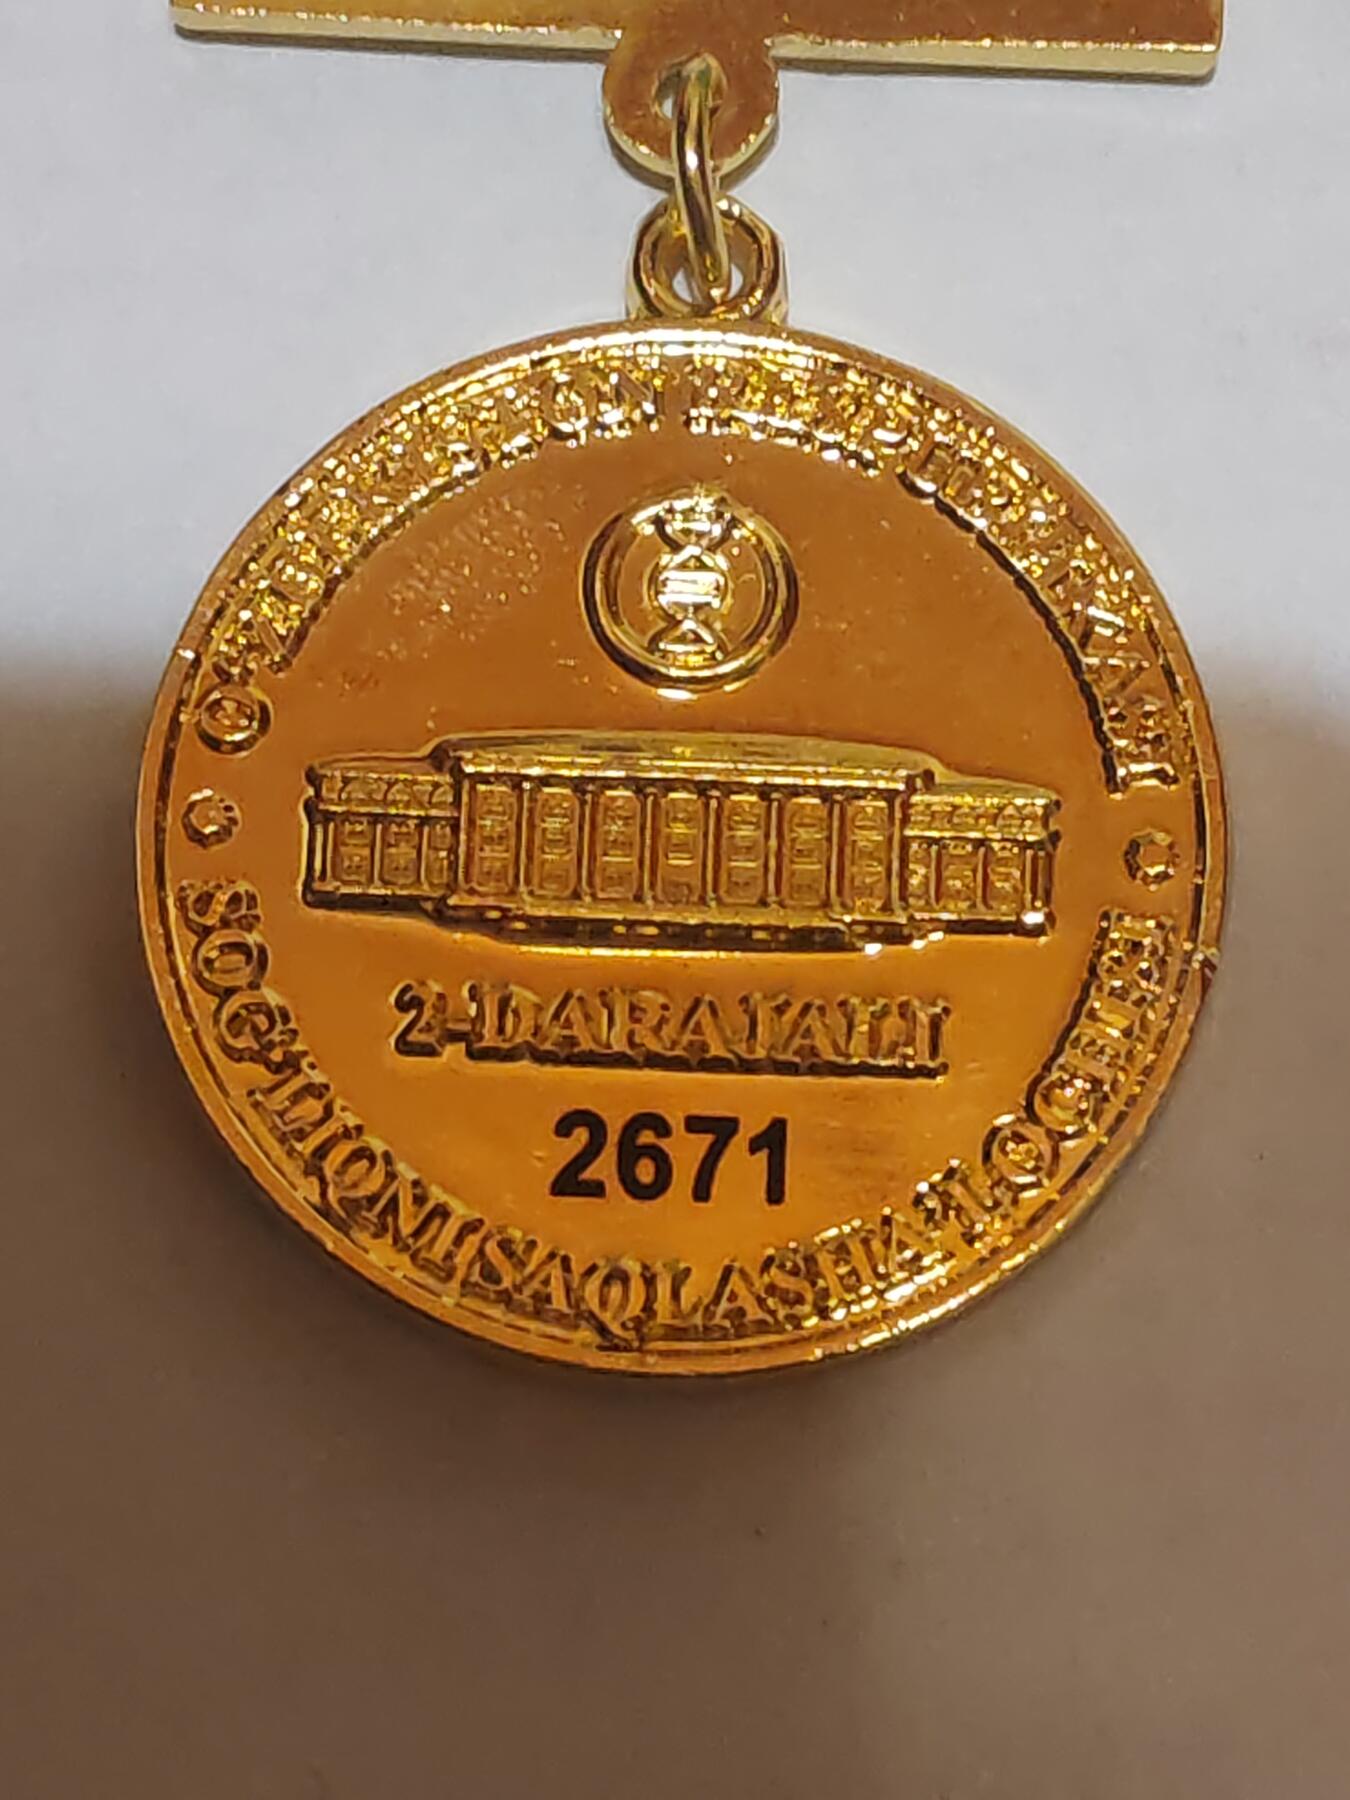 O'ZBEKISTON RESPUBLIKASI
2-DARAJALI
2671
SOG'LIQNI SAQLASH A'LOCHISI